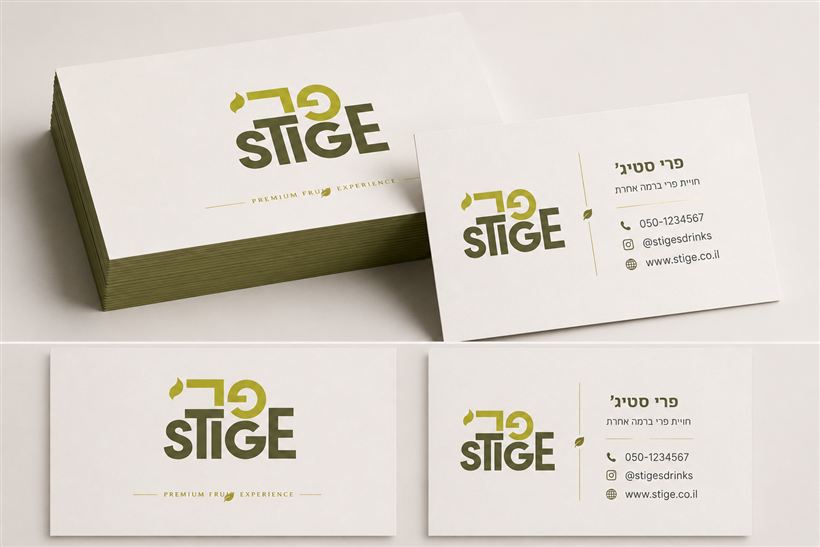 פרי
STIGE
PREMIUM FRUIT EXPERIENCE
פרי
STIGE
פרי סטיג׳
חויית פרי ברמה אחרת
050-1234567
@stigesdrinks
www.stige.co.il
פרי
STIGE
PREMIUM FRUIT EXPERIENCE
פרי
STIGE
פרי סטיג׳
חויית פרי ברמה אחרת
050-1234567
@stigesdrinks
www.stige.co.il